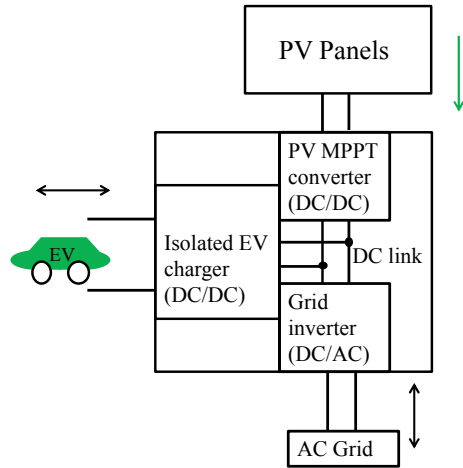 PV Panels
PV MPPT
converter
(DC/DC)
EV
Isolated EV
charger
(DC/DC)
DC link
Grid
inverter
(DC/AC)
AC Grid